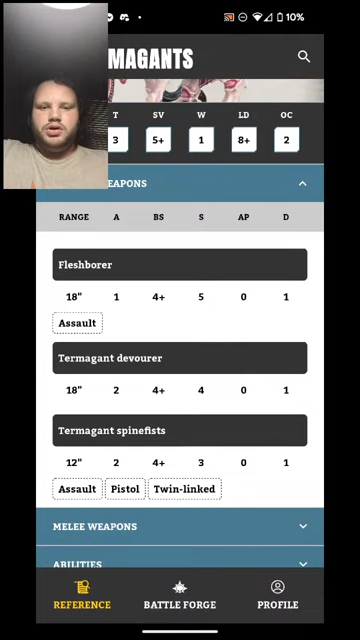 10%
MAGANTS
T SV W LD OC
3 5+ 1 8+ 2
WEAPONS
RANGE A BS S AP D
Fleshborer
18" 1 4+ 5 0 1
Assault
Termagant devourer
18" 2 4+ 4 0 1
Termagant spinefists
12" 2 4+ 3 0 1
Assault Pistol Twin-linked
MELEE WEAPONS
ABILITIES
REFERENCE BATTLE FORGE PROFILE